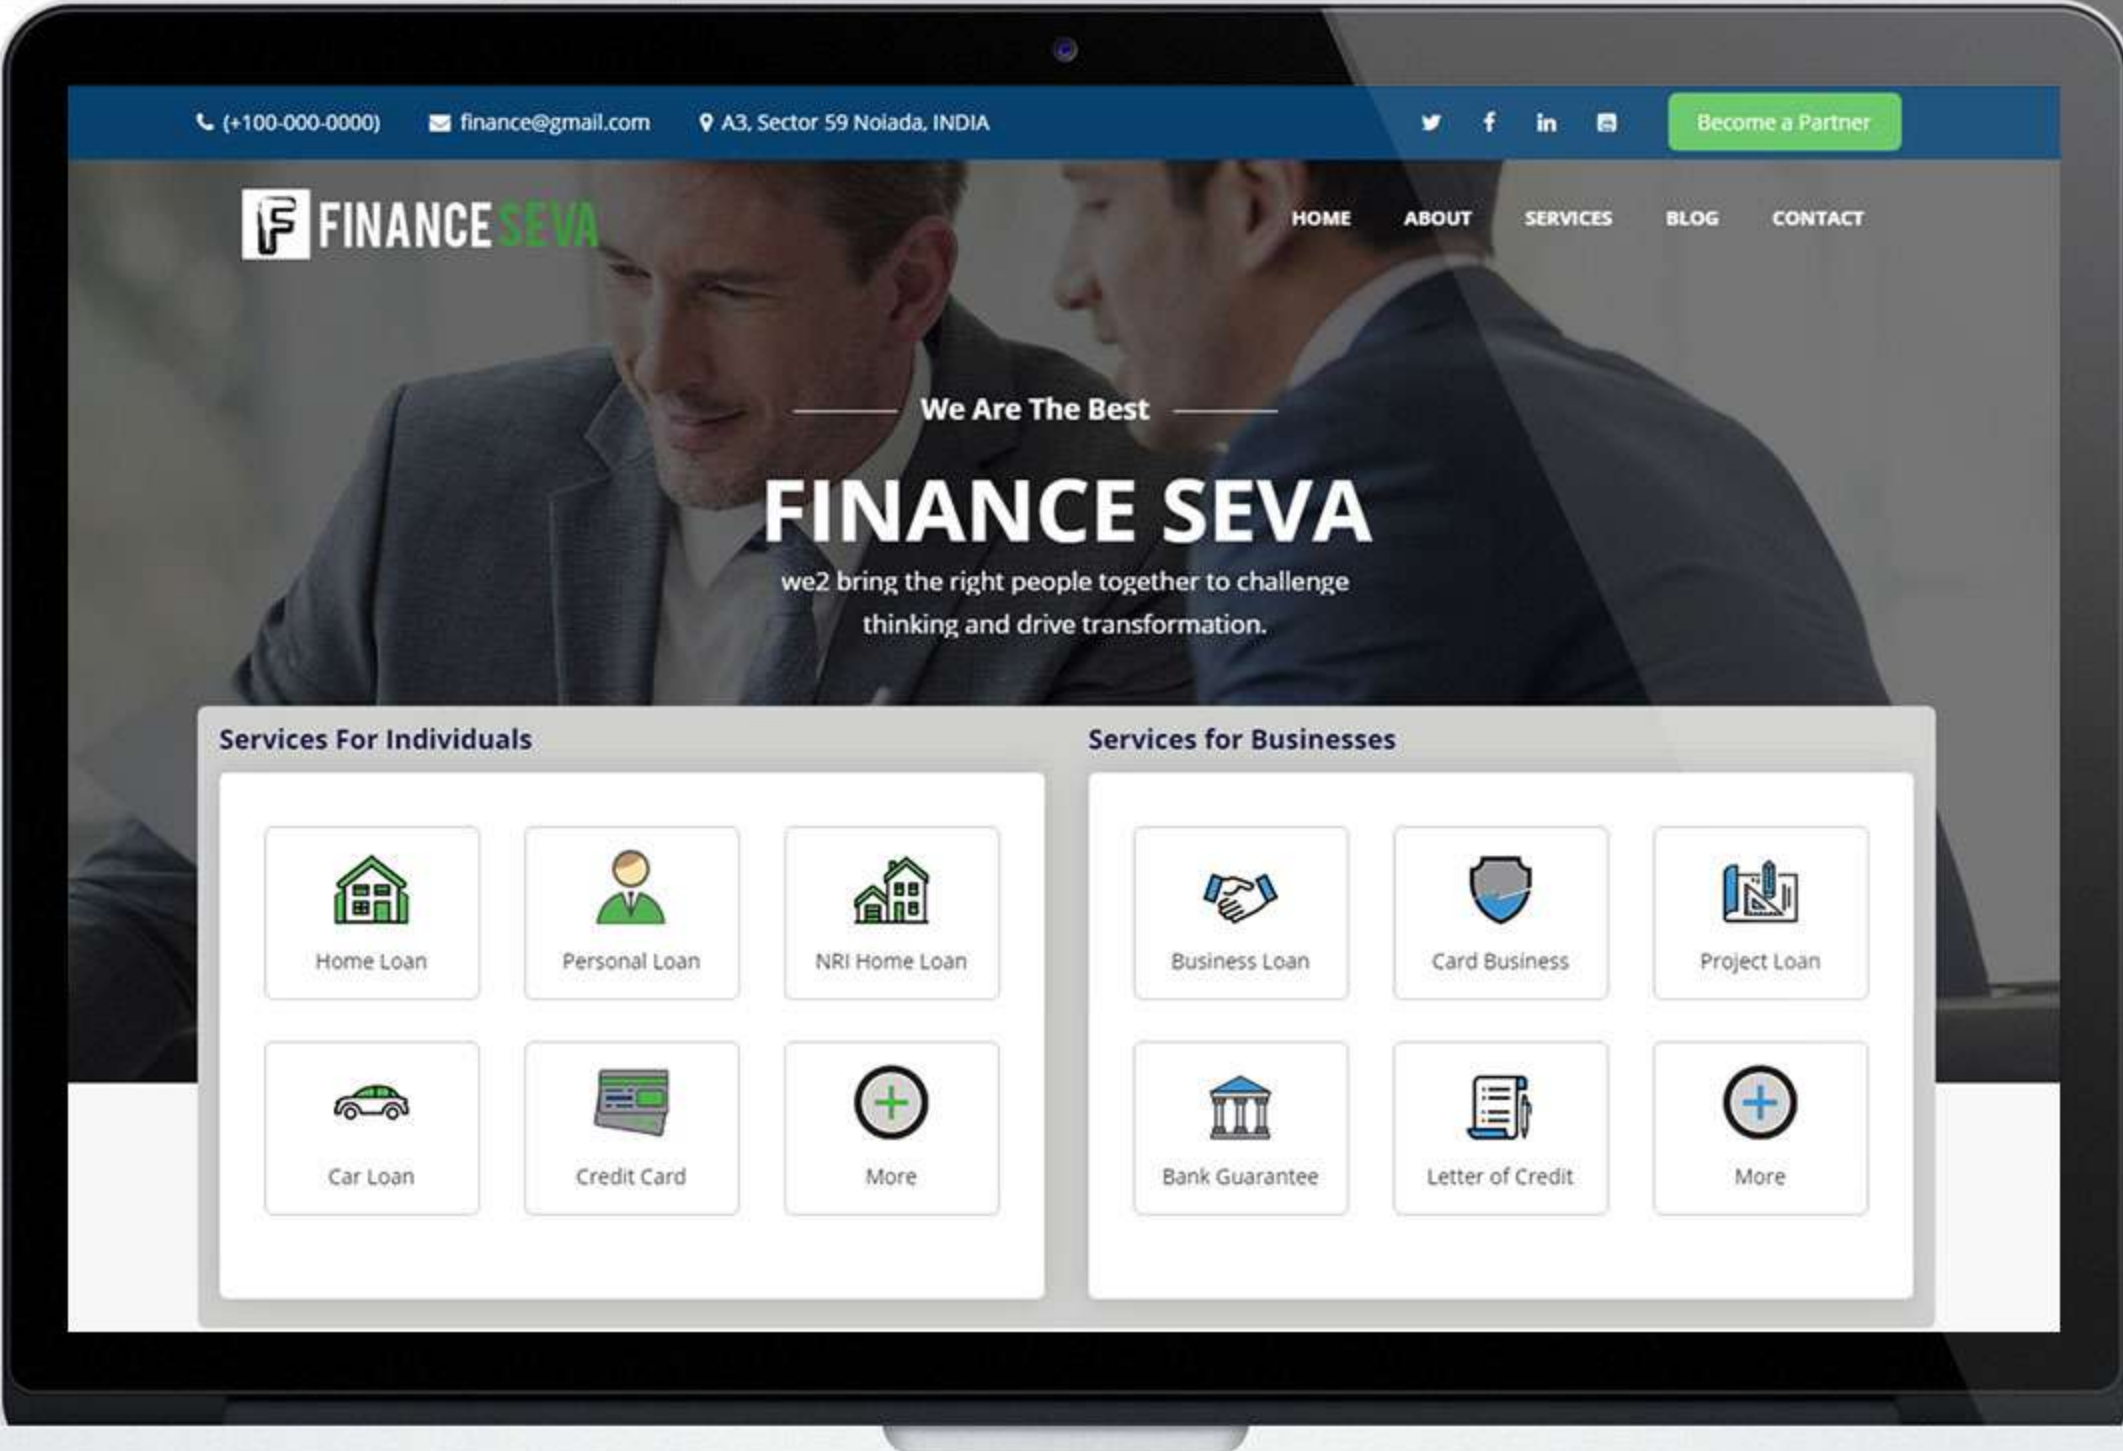 (+100-000-0000) finance@gmail.com A3, Sector 59 Noiada, INDIA Become a Partner
FINANCE SEVA HOME ABOUT SERVICES BLOG CONTACT
We Are The Best
FINANCE SEVA
we2 bring the right people together to challenge
thinking and drive transformation.
Services For Individuals
Home Loan Personal Loan NRI Home Loan
Car Loan Credit Card More
Services for Businesses
Business Loan Card Business Project Loan
Bank Guarantee Letter of Credit More